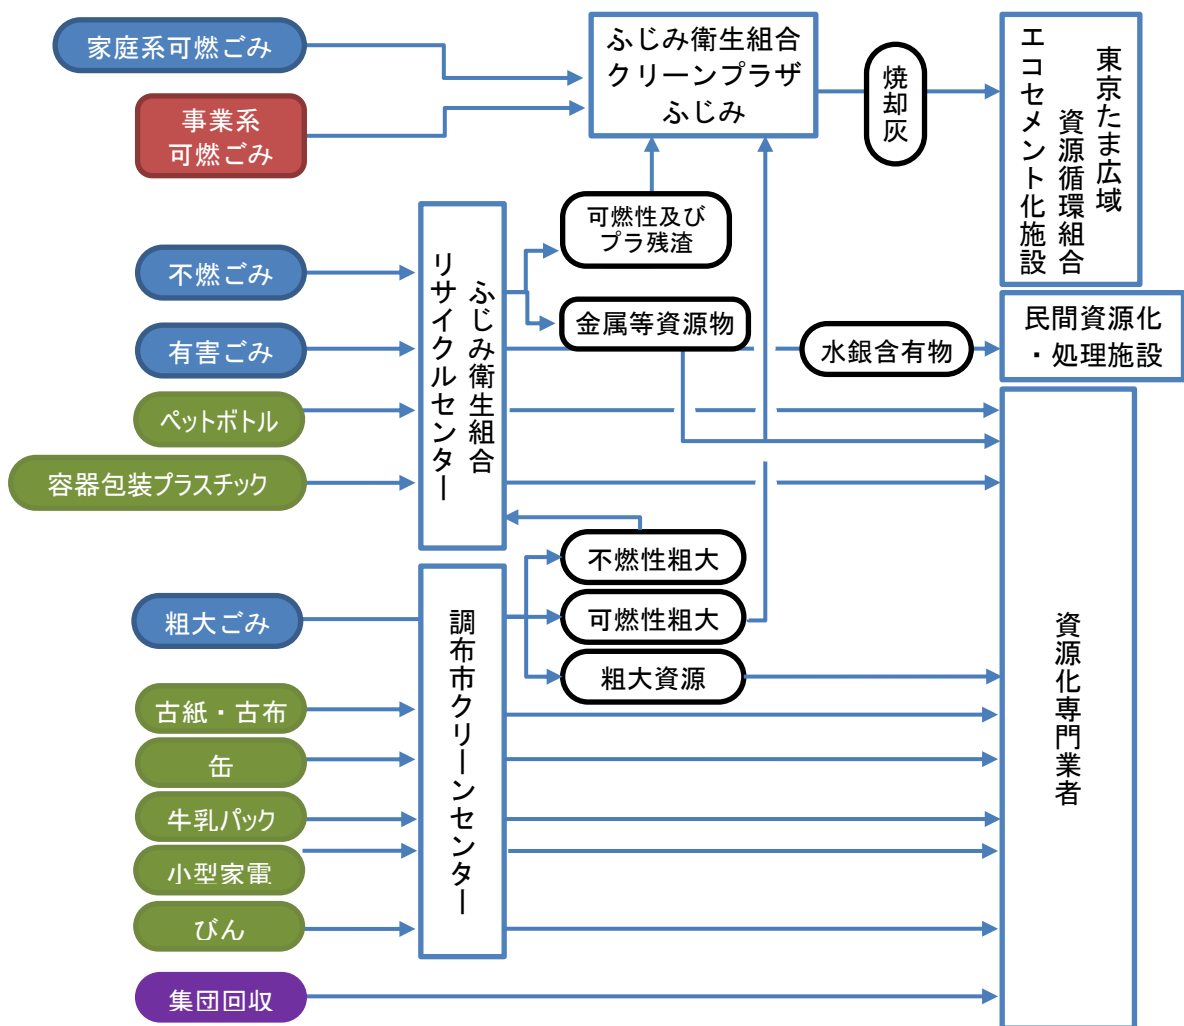 家庭系可燃ごみ
事業系
可燃ごみ
不燃ごみ
有害ごみ
ペットボトル
容器包装プラスチック
粗大ごみ
古紙・古布
缶
牛乳パック
小型家電
びん
集団回収
ふじみ衛生組合
リサイクルセンター
調布市クリーンセンター
ふじみ衛生組合
クリーンプラザ
ふじみ
可燃性及び
プラ残渣
金属等資源物
不燃性粗大
可燃性粗大
粗大資源
焼却灰
水銀含有物
東京たま広域
資源循環組合
エコセメント化施設
民間資源化
・処理施設
資源化専門業者